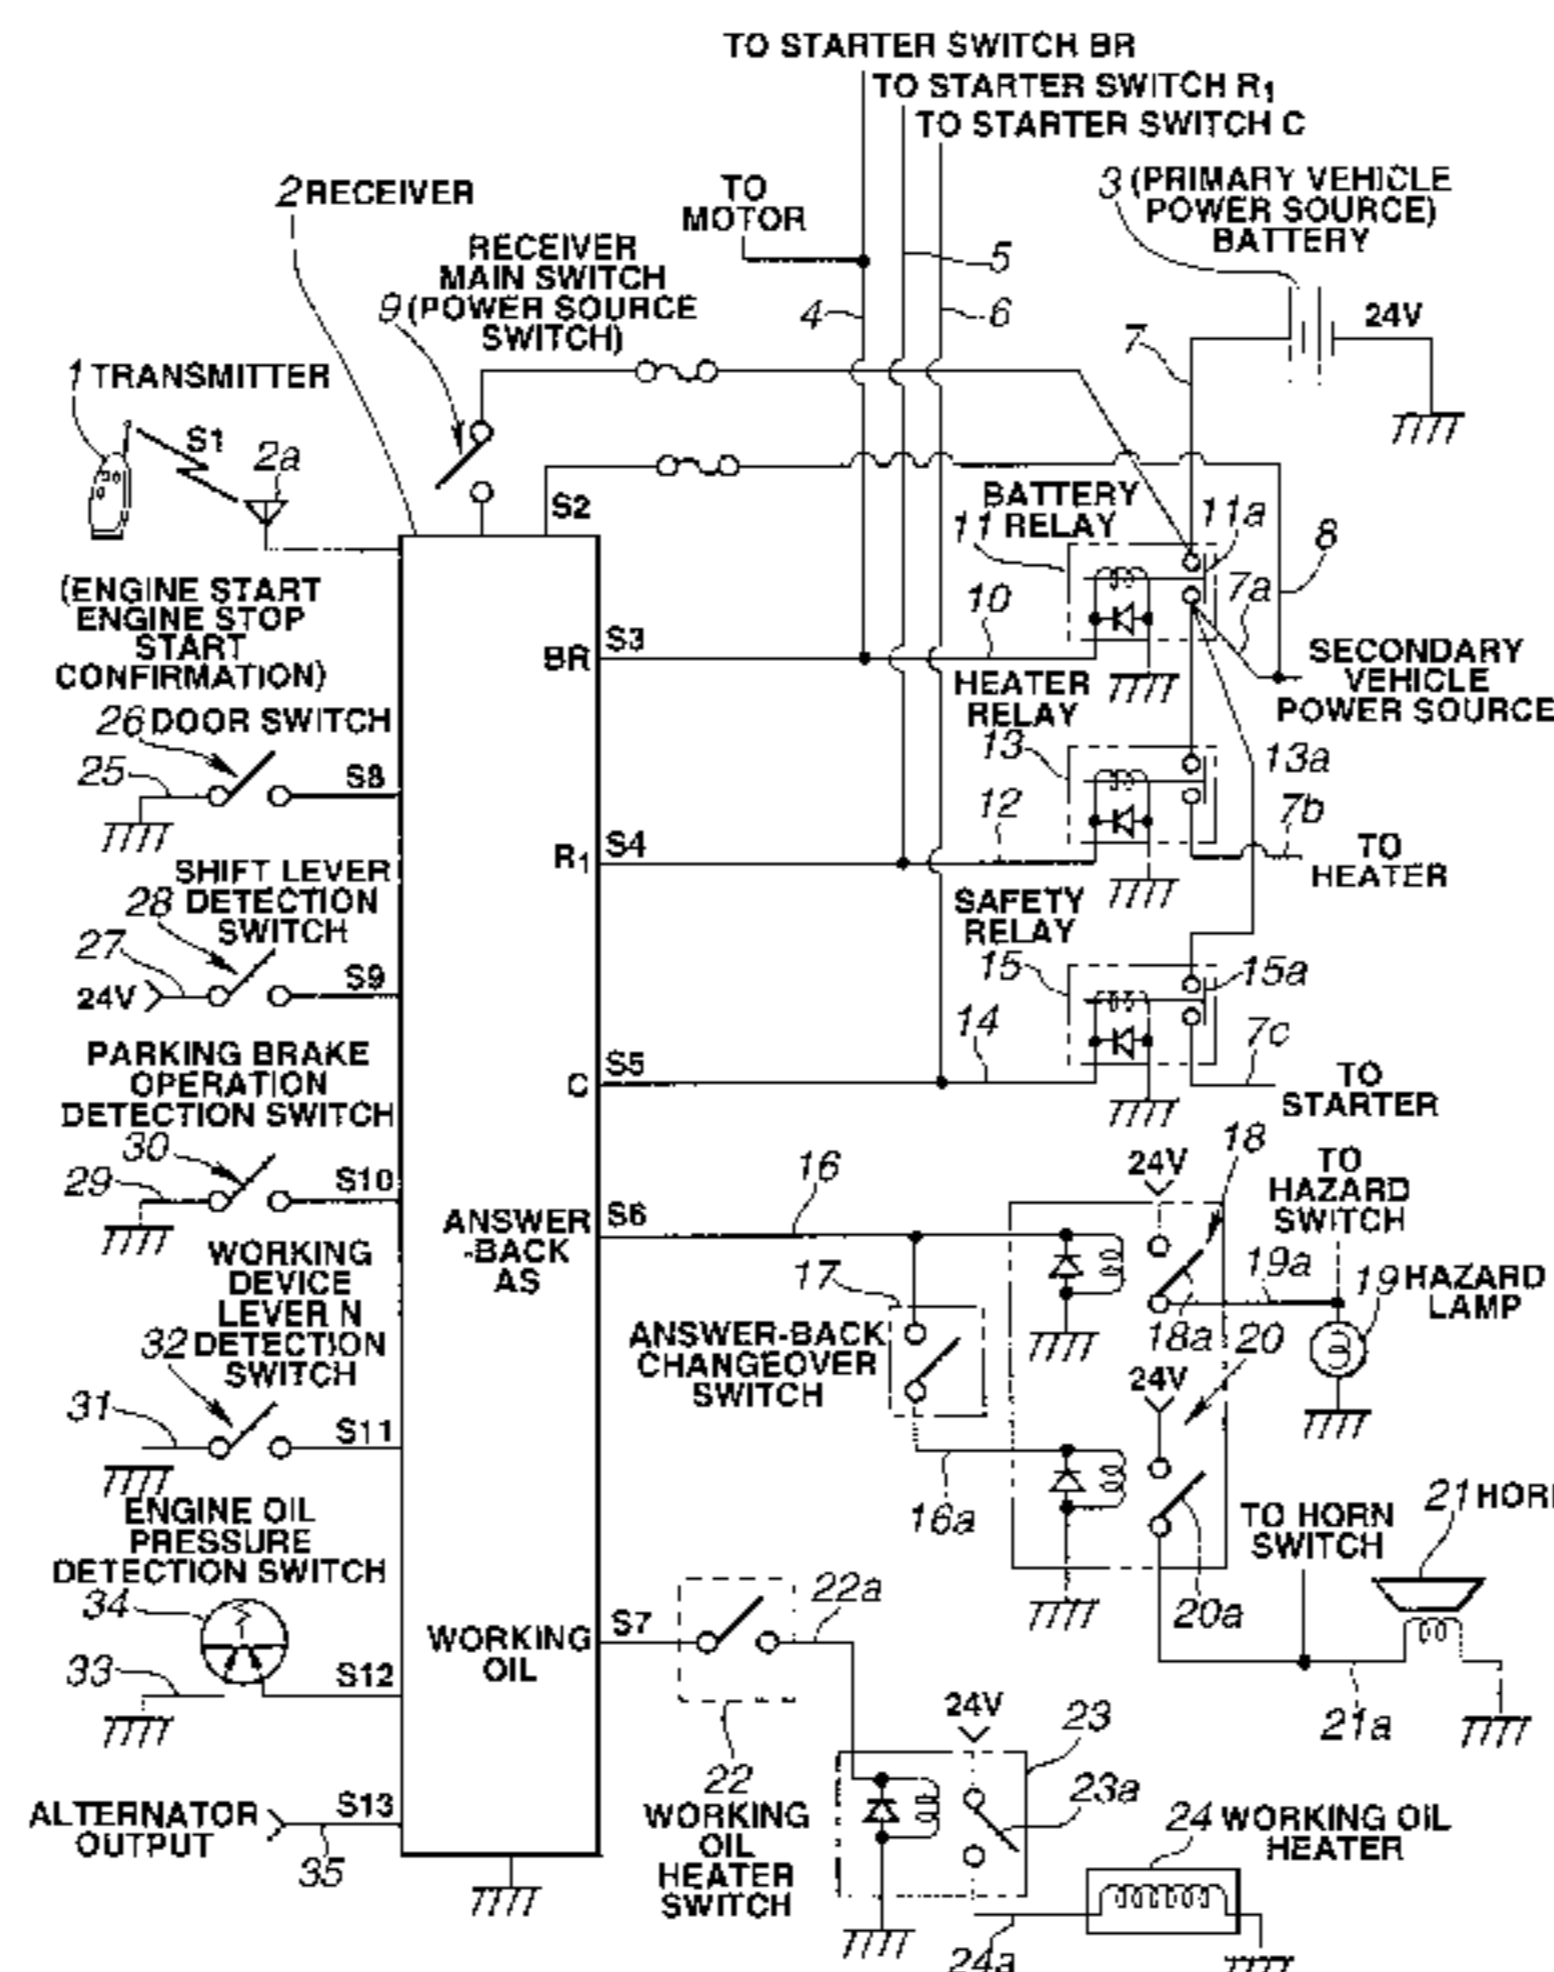 TO STARTER SWITCH BR
TO STARTER SWITCH R1
TO STARTER SWITCH C
TO
MOTOR
2 RECEIVER
RECEIVER
MAIN SWITCH
9 (POWER SOURCE
SWITCH)
3 (PRIMARY VEHICLE
POWER SOURCE)
BATTERY
24V
4
5
6
7
1 TRANSMITTER
S1
2a
S2
BATTERY
RELAY
11
11a
8
7a
10
(ENGINE START
ENGINE STOP
START
CONFIRMATION)
BR
S3
SECONDARY
VEHICLE
POWER SOURCE
HEATER
RELAY
13
13a
12
7b
TO
HEATER
26 DOOR SWITCH
25
S8
R1
S4
SHIFT LEVER
28 DETECTION
SWITCH
27
24V
S9
SAFETY
RELAY
15
15a
14
7c
TO
STARTER
PARKING BRAKE
OPERATION
DETECTION SWITCH
30
29
S10
C
S5
ANSWER
-BACK
AS
S6
16
24V
18
TO
HAZARD
SWITCH
17
19a
19 HAZARD
LAMP
18a
20
24V
ANSWER-BACK
CHANGEOVER
SWITCH
WORKING
DEVICE
LEVER N
32 DETECTION
SWITCH
31
S11
16a
20a
TO HORN
SWITCH
21 HOR
21a
ENGINE OIL
PRESSURE
DETECTION SWITCH
34
33
S12
WORKING
OIL
S7
22a
22
WORKING
OIL
HEATER
SWITCH
24V
23
23a
24 WORKING OIL
HEATER
24a
ALTERNATOR
OUTPUT
S13
35